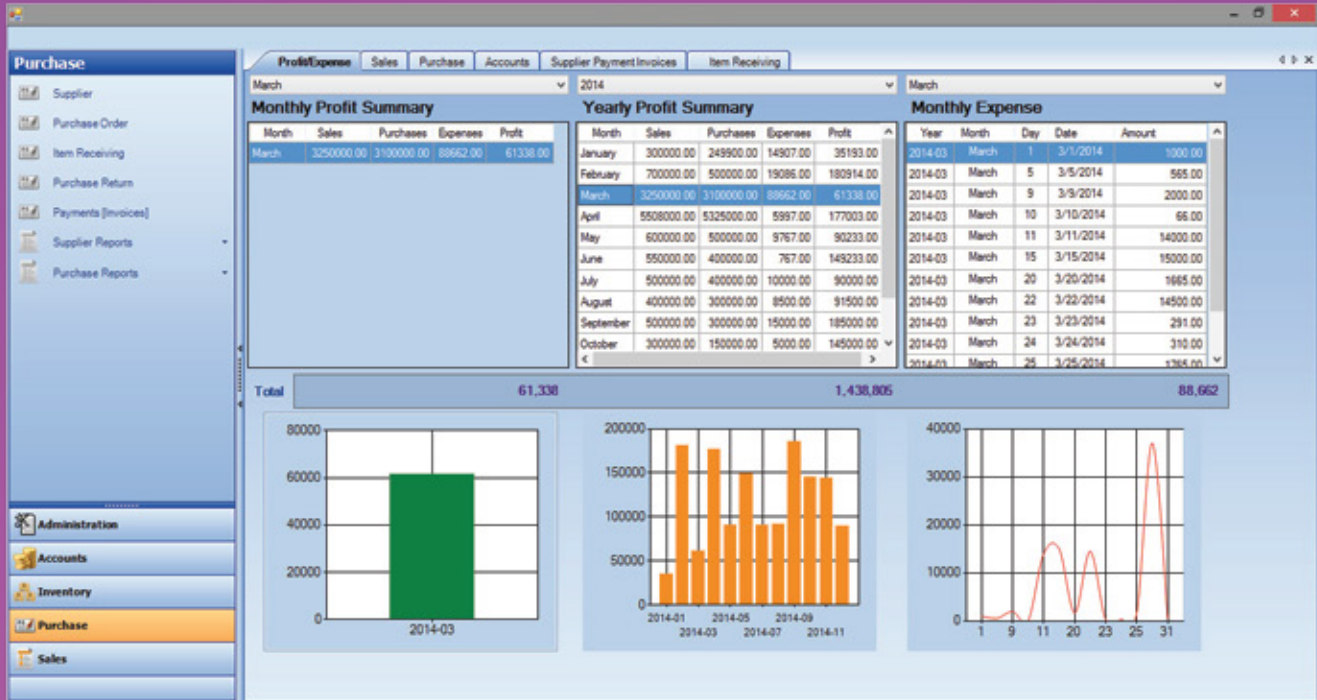 Purchase
Supplier
Purchase Order
Item Receiving
Purchase Return
Payments [Invoices]
Supplier Reports
Purchase Reports
Administration
Accounts
Inventory
Purchase
Sales
Profit/Expense Sales Purchase Accounts Supplier Payment Invoices Item Receiving
March
Monthly Profit Summary
Month Sales Purchases Expenses Profit
March 3250000.00 3100000.00 88662.00 61338.00
2014
Yearly Profit Summary
Month Sales Purchases Expenses Profit
January 300000.00 249900.00 14907.00 35193.00
February 700000.00 500000.00 19086.00 180914.00
March 3250000.00 3100000.00 88662.00 61338.00
April 5508000.00 5325000.00 5997.00 177003.00
May 600000.00 500000.00 9767.00 90233.00
June 550000.00 400000.00 767.00 149233.00
July 500000.00 400000.00 10000.00 90000.00
August 400000.00 300000.00 8500.00 91500.00
September 500000.00 300000.00 15000.00 185000.00
October 300000.00 150000.00 5000.00 145000.00
March
Monthly Expense
Year Month Day Date Amount
2014-03 March 1 3/1/2014 1000.00
2014-03 March 5 3/5/2014 565.00
2014-03 March 9 3/9/2014 2000.00
2014-03 March 10 3/10/2014 66.00
2014-03 March 11 3/11/2014 14000.00
2014-03 March 15 3/15/2014 15000.00
2014-03 March 20 3/20/2014 1665.00
2014-03 March 22 3/22/2014 14500.00
2014-03 March 23 3/23/2014 291.00
2014-03 March 24 3/24/2014 310.00
2014-03 March 25 3/25/2014 1765.00
Total 61,338 1,438,805 88,662
80000
60000
40000
20000
0
2014-03
200000
150000
100000
50000
0
2014-01 2014-05 2014-09
2014-03 2014-07 2014-11
40000
30000
20000
10000
0
1 9 11 20 23 25 31